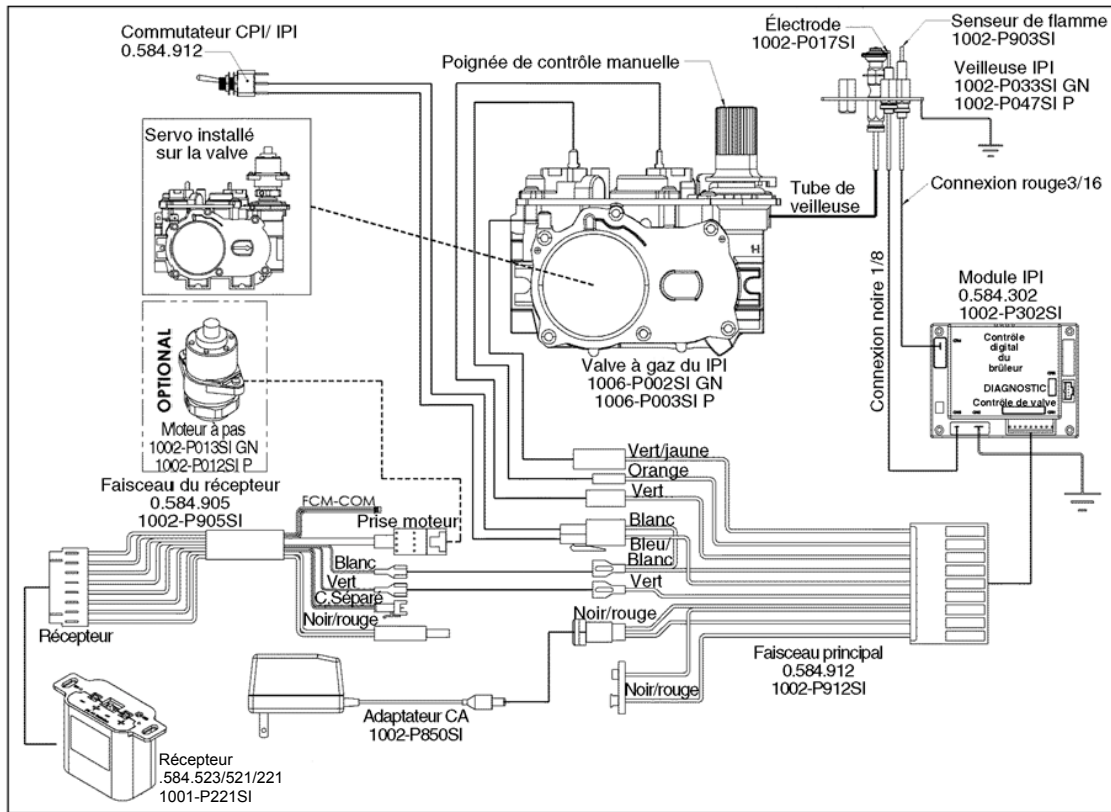 Commutateur CPI/ IPI
0.584.912
Électrode
1002-P017SI
Senseur de flamme
1002-P903SI
Poignée de contrôle manuelle
Veilleuse IPI
1002-P033SI GN
1002-P047SI P
Servo installé
sur la valve
Tube de
veilleuse
Connexion rouge3/16
Connexion noire 1/8
Module IPI
0.584.302
1002-P302SI
Contrôle
digital
du
brûleur
DIAGNOSTIC
Contrôle de valve
OPTIONAL
Moteur à pas
1002-P013SI GN
1002-P012SI P
Valve à gaz du IPI
1006-P002SI GN
1006-P003SI P
Faisceau du récepteur
0.584.905
1002-P905SI
FCM-COM
Prise moteur
Vert/jaune
Orange
Vert
Blanc
Bleu/
Blanc
Vert
Blanc
Vert
C.Séparé
Noir/rouge
Récepteur
Noir/rouge
Noir/rouge
Faisceau principal
0.584.912
1002-P912SI
Adaptateur CA
1002-P850SI
Récepteur
.584.523/521/221
1001-P221SI